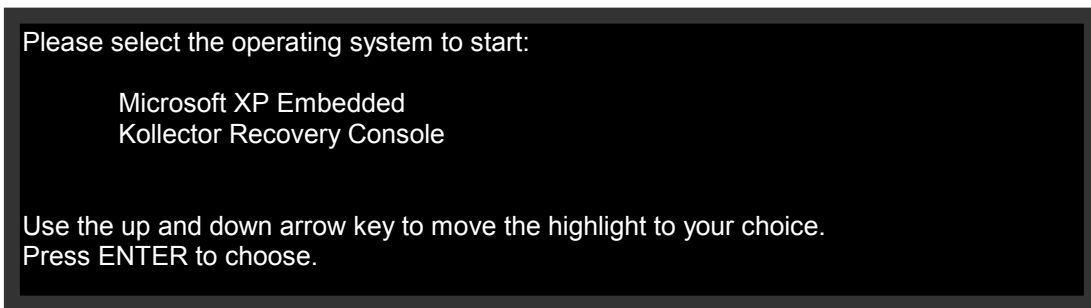 Please select the operating system to start:
Microsoft XP Embedded
Kollector Recovery Console
Use the up and down arrow key to move the highlight to your choice.
Press ENTER to choose.